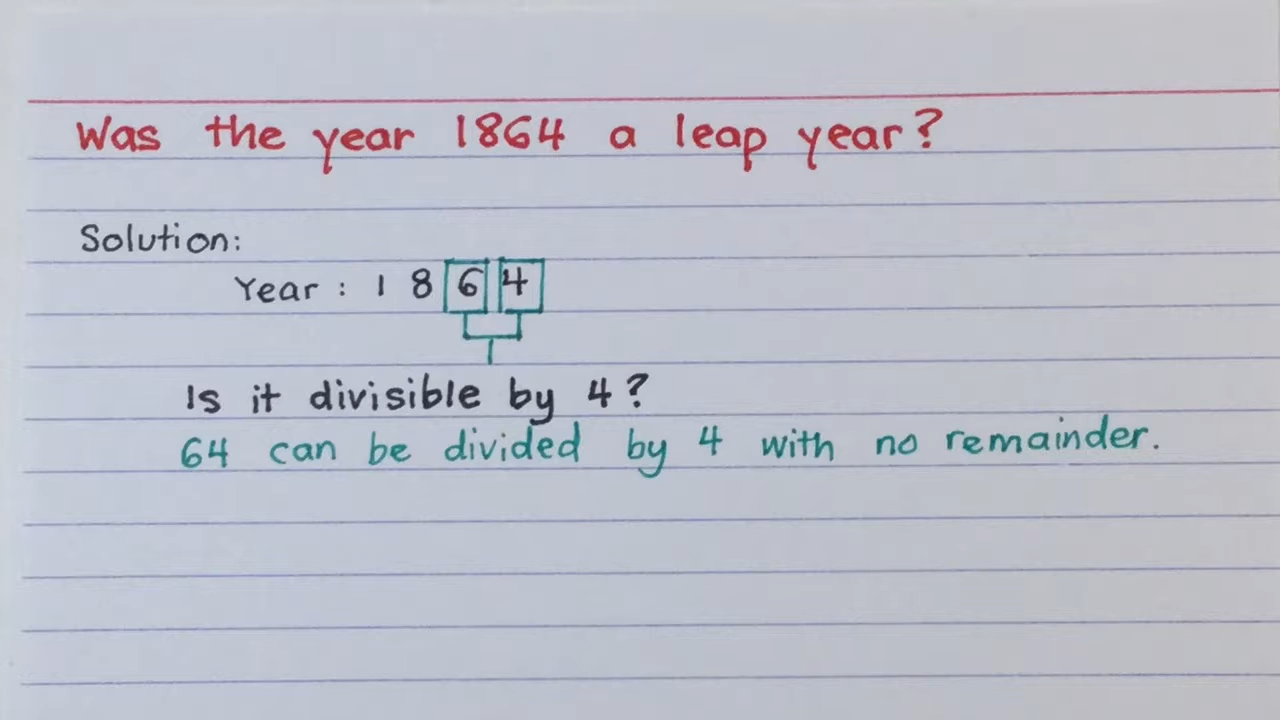 Was the year 1864 a leap year?
Solution:
Year : 1 8 6 4
Is it divisible by 4?
64 can be divided by 4 with no remainder.